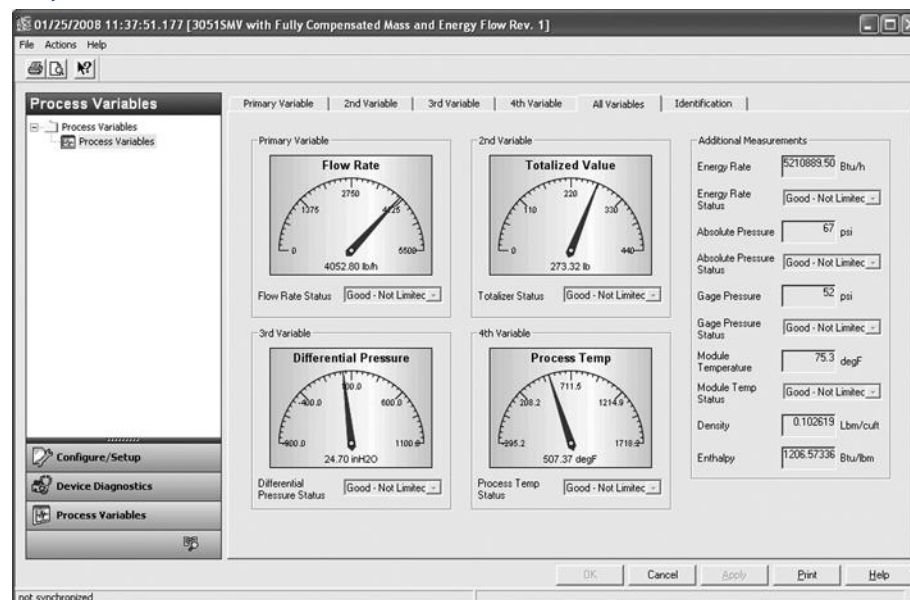 01/25/2008 11:37:51.177 [3051SMV with Fully Compensated Mass and Energy Flow Rev. 1]
File Actions Help
Process Variables
Process Variables
Process Variables
Configure/Setup
Device Diagnostics
Process Variables
Primary Variable 2nd Variable 3rd Variable 4th Variable All Variables Identification
Primary Variable
Flow Rate
0 1375 2750 4125 5500
4052.80 lb/h
Flow Rate Status Good - Not Limitec
2nd Variable
Totalized Value
0 110 220 330 440
273.32 lb
Totalizer Status Good - Not Limitec
3rd Variable
Differential Pressure
-900.0 -400.0 100.0 600.0 1100.0
24.70 inH2O
Differential
Pressure Status Good - Not Limitec
4th Variable
Process Temp
-295.2 208.2 711.5 1214.9 1718.2
507.37 degF
Process Temp
Status Good - Not Limitec
Additional Measurements
Energy Rate 5210889.50 Btu/h
Energy Rate
Status Good - Not Limitec
Absolute Pressure 67 psi
Absolute Pressure
Status Good - Not Limitec
Gage Pressure 52 psi
Gage Pressure
Status Good - Not Limitec
Module
Temperature 75.3 degF
Module Temp
Status Good - Not Limitec
Density 0.102619 Lbm/cuft
Enthalpy 1206.57336 Btu/lbm
OK Cancel Apply Print Help
not synchronized